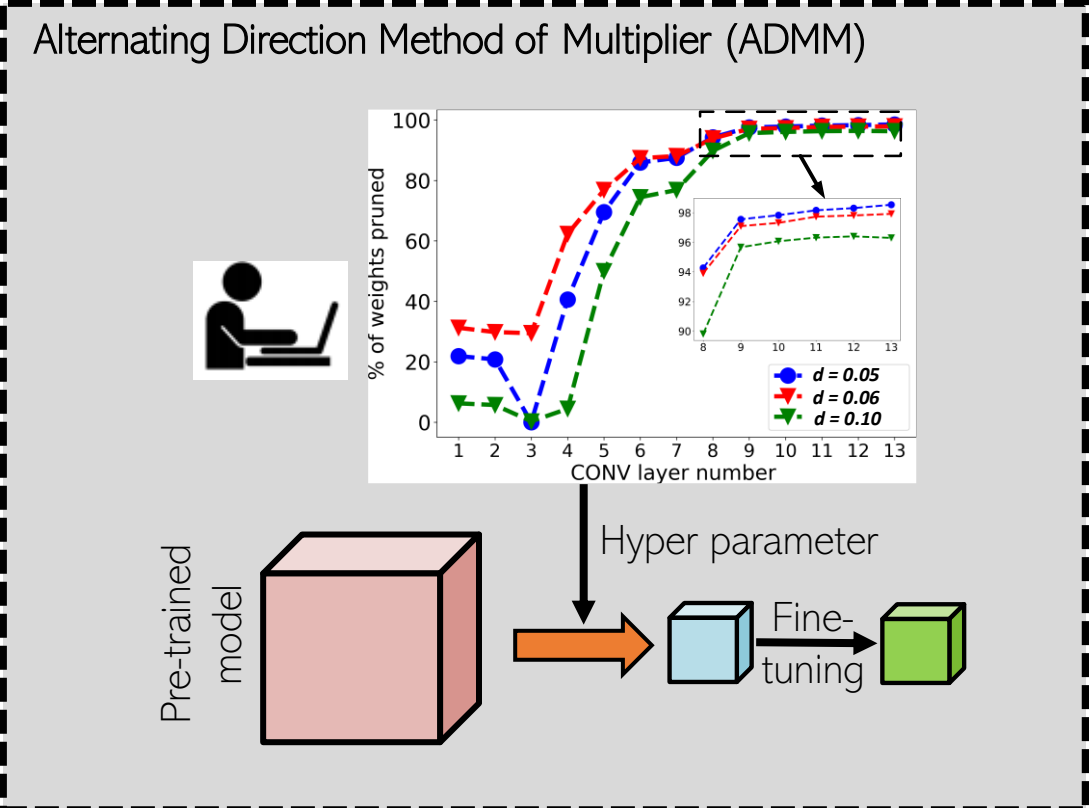 Alternating Direction Method of Multiplier (ADMM)
% of weights pruned
100
80
60
40
20
0
1 2 3 4 5 6 7 8 9 10 11 12 13
CONV layer number
98
96
94
92
90
8 9 10 11 12 13
d = 0.05
d = 0.06
d = 0.10
Hyper parameter
Pre-trained
model
Fine-
tuning